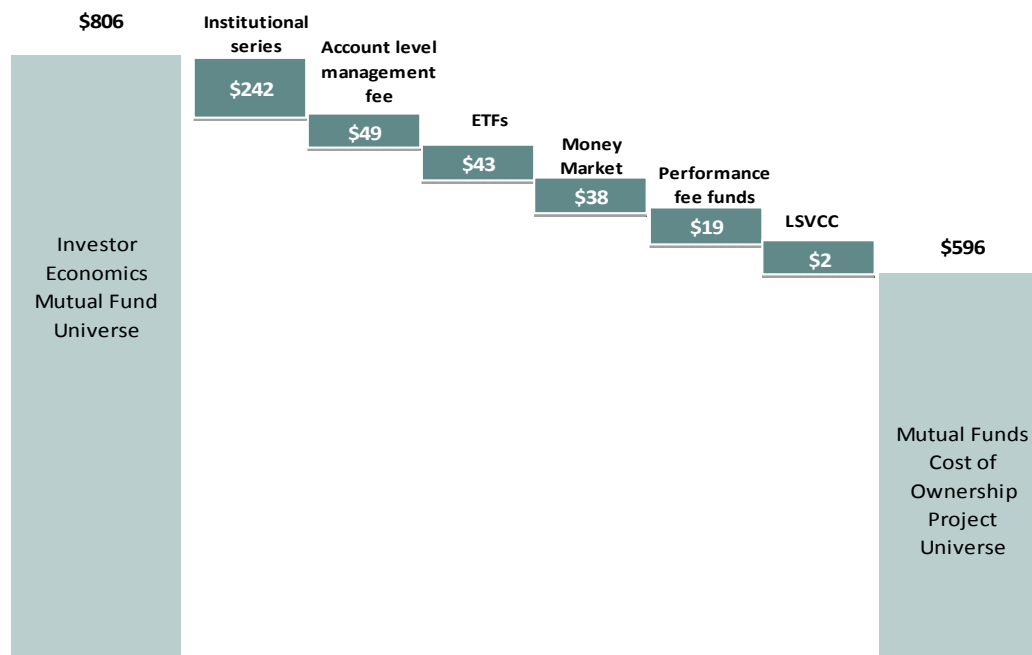 $806
Institutional
series
$242
Account level
management
fee
$49
ETFs
$43
Money
Market
$38
Performance
fee funds
$19
LSVCC
$2
$596
Investor
Economics
Mutual Fund
Universe
Mutual Funds
Cost of
Ownership
Project
Universe